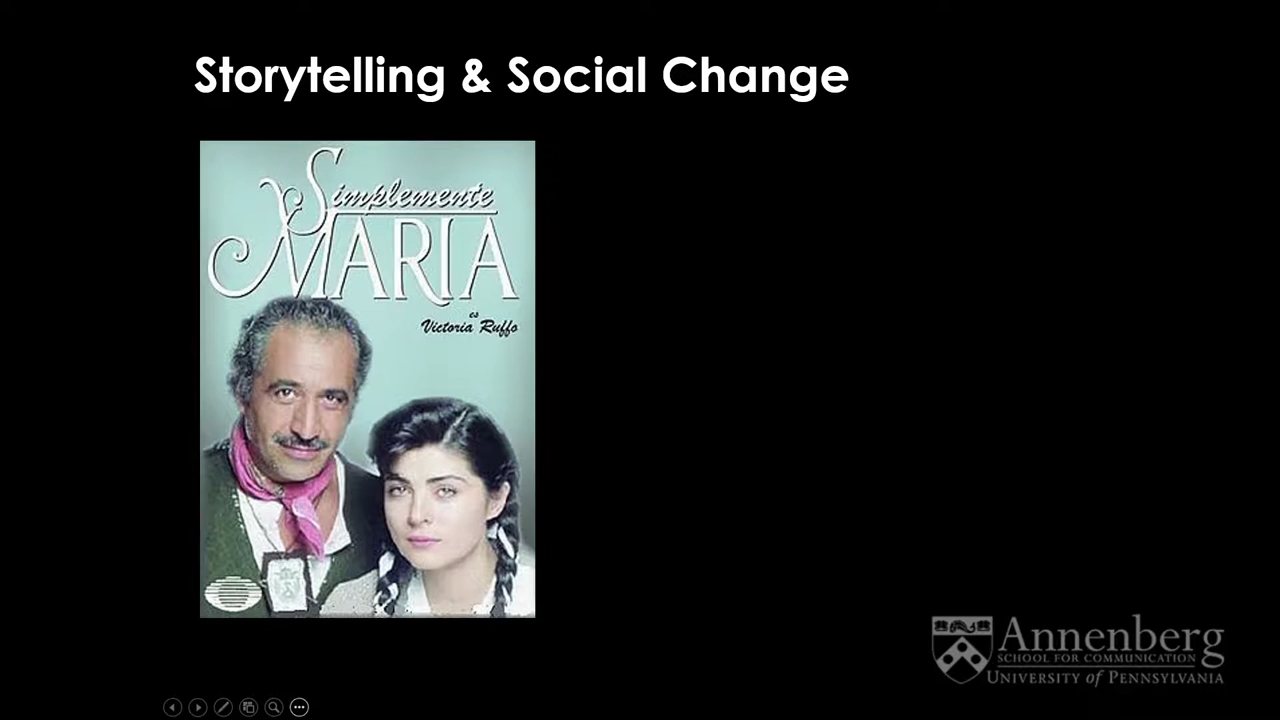 Storytelling & Social Change
Simplemente
MARIA
es
Victoria Ruffo
Annenberg
SCHOOL FOR COMMUNICATION
UNIVERSITY of PENNSYLVANIA